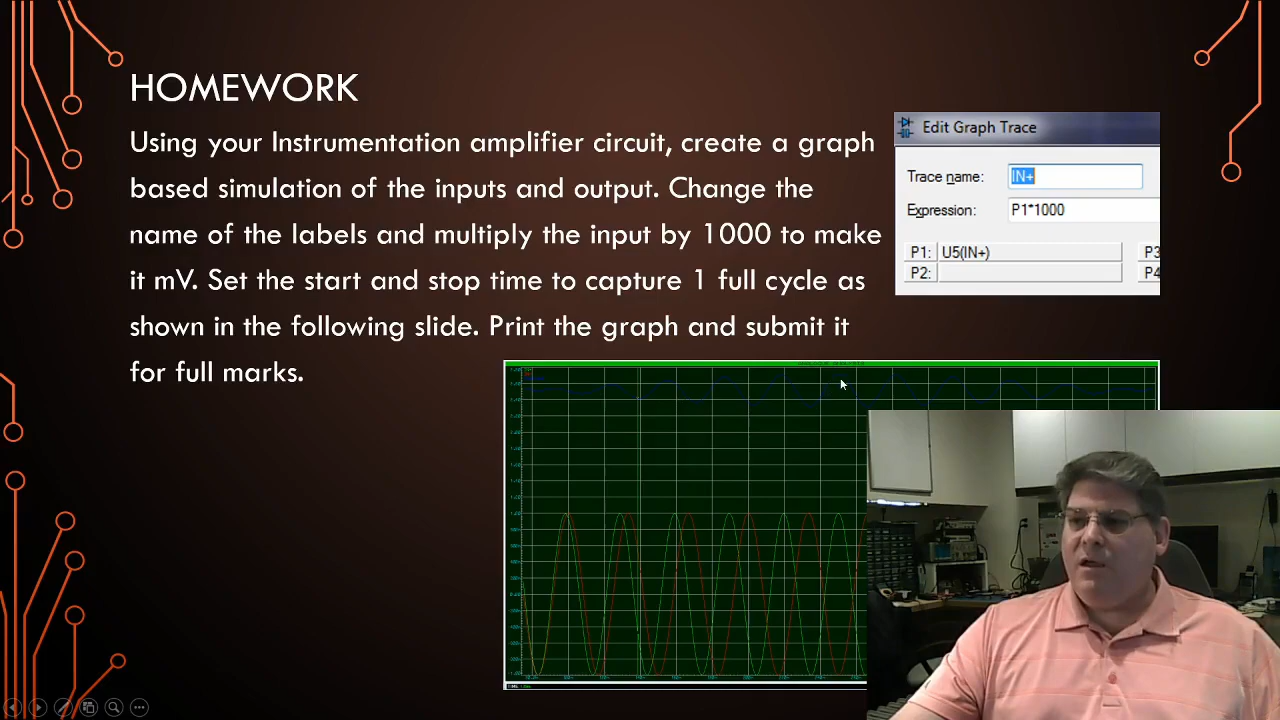 HOMEWORK
Using your Instrumentation amplifier circuit, create a graph
based simulation of the inputs and output. Change the
name of the labels and multiply the input by 1000 to make
it mV. Set the start and stop time to capture 1 full cycle as
shown in the following slide. Print the graph and submit it
for full marks.
Edit Graph Trace
Trace name: IN+
Expression: P1*1000
P1: U5(IN+) P3
P2: P4